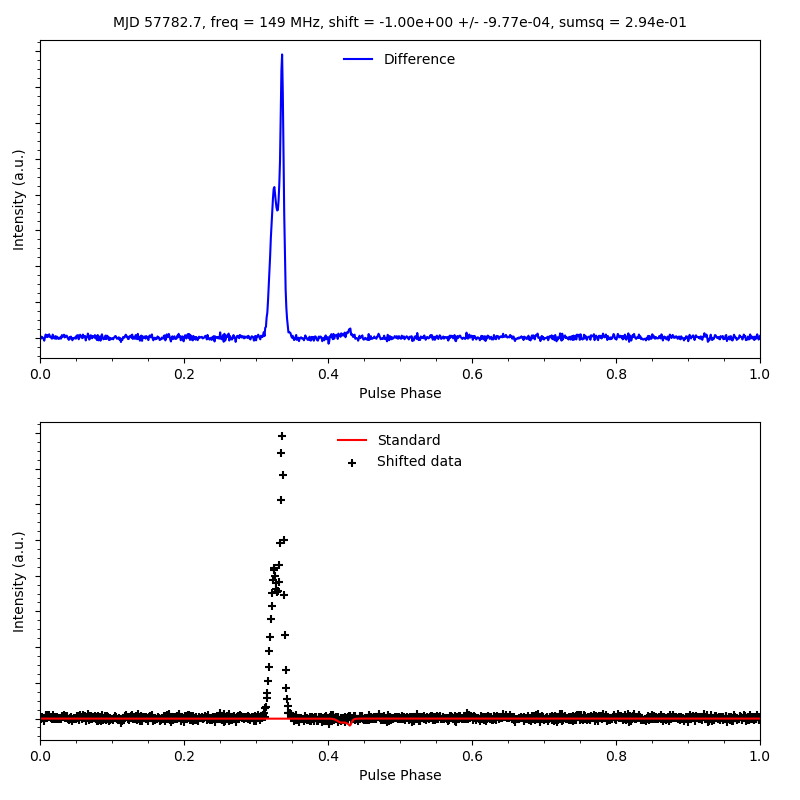 MJD 57782.7, freq = 149 MHz, shift = -1.00e+00 +/- -9.77e-04, sumsq = 2.94e-01
Difference
Intensity (a.u.)
0.0 0.2 0.4 0.6 0.8 1.0
Pulse Phase
Standard
Shifted data
Intensity (a.u.)
0.0 0.2 0.4 0.6 0.8 1.0
Pulse Phase